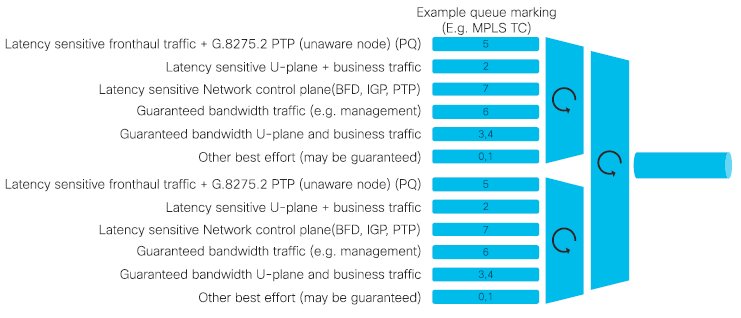 Example queue marking
(E.g. MPLS TC)
Latency sensitive fronthaul traffic + G.8275.2 PTP (unaware node) (PQ) 5
Latency sensitive U-plane + business traffic 2
Latency sensitive Network control plane(BFD, IGP, PTP) 7
Guaranteed bandwidth traffic (e.g. management) 6
Guaranteed bandwidth U-plane and business traffic 3,4
Other best effort (may be guaranteed) 0,1
Latency sensitive fronthaul traffic + G.8275.2 PTP (unaware node) (PQ) 5
Latency sensitive U-plane + business traffic 2
Latency sensitive Network control plane(BFD, IGP, PTP) 7
Guaranteed bandwidth traffic (e.g. management) 6
Guaranteed bandwidth U-plane and business traffic 3,4
Other best effort (may be guaranteed) 0,1